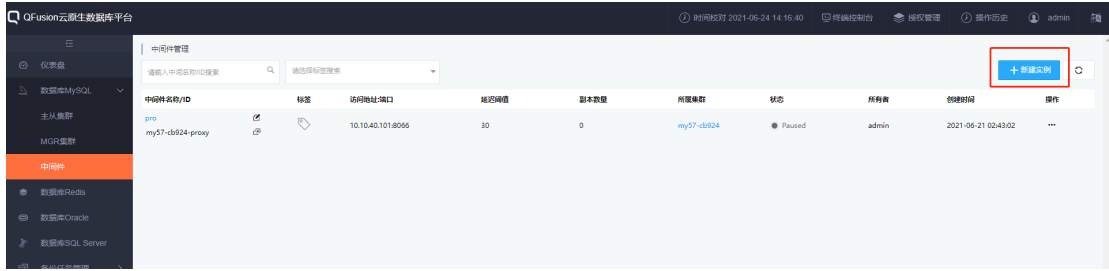 QFusion云原生数据库平台
时间校对 2021-06-24 14:16:40 终端控制台 授权管理 操作历史 admin
仪表盘
数据库MySQL
主从集群
MGR集群
中间件
数据库Redis
数据库Oracle
数据库SQL Server
备份任务管理
中间件管理
请输入中间名称/ID搜索 请选择标签搜索 新建实例
中间件名称/ID 标签 访问地址:端口 延迟阈值 副本数量 所属集群 状态 所有者 创建时间 操作
pro
my57-cb924-proxy 10.10.40.101:8066 30 0 my57-cb924 Paused admin 2021-06-21 02:43:02